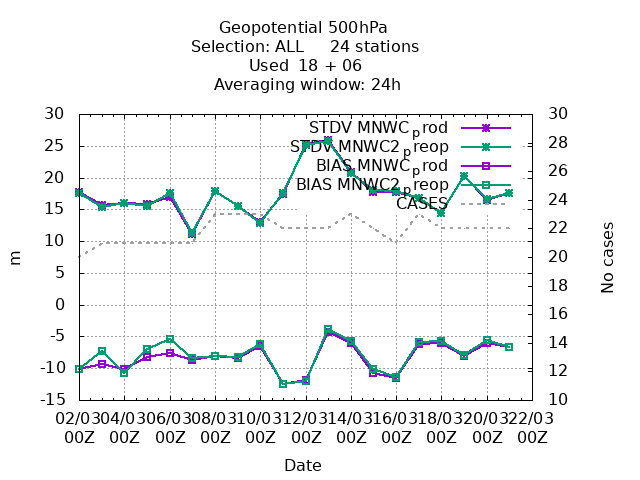 Geopotential 500hPa
Selection: ALL     24 stations
Used  18 + 06
Averaging window: 24h
STDV MNWC_prod
STDV MNWC2_preop
BIAS MNWC_prod
BIAS MNWC2_preop
CASES
30
25
20
15
10
5
0
-5
-10
-15
m
30
28
26
24
22
20
18
16
14
12
10
No cases
02/03 04/03 06/03 08/03 10/03 12/03 14/03 16/03 18/03 20/03 22/03
00Z 00Z 00Z 00Z 00Z 00Z 00Z 00Z 00Z 00Z 00Z
Date